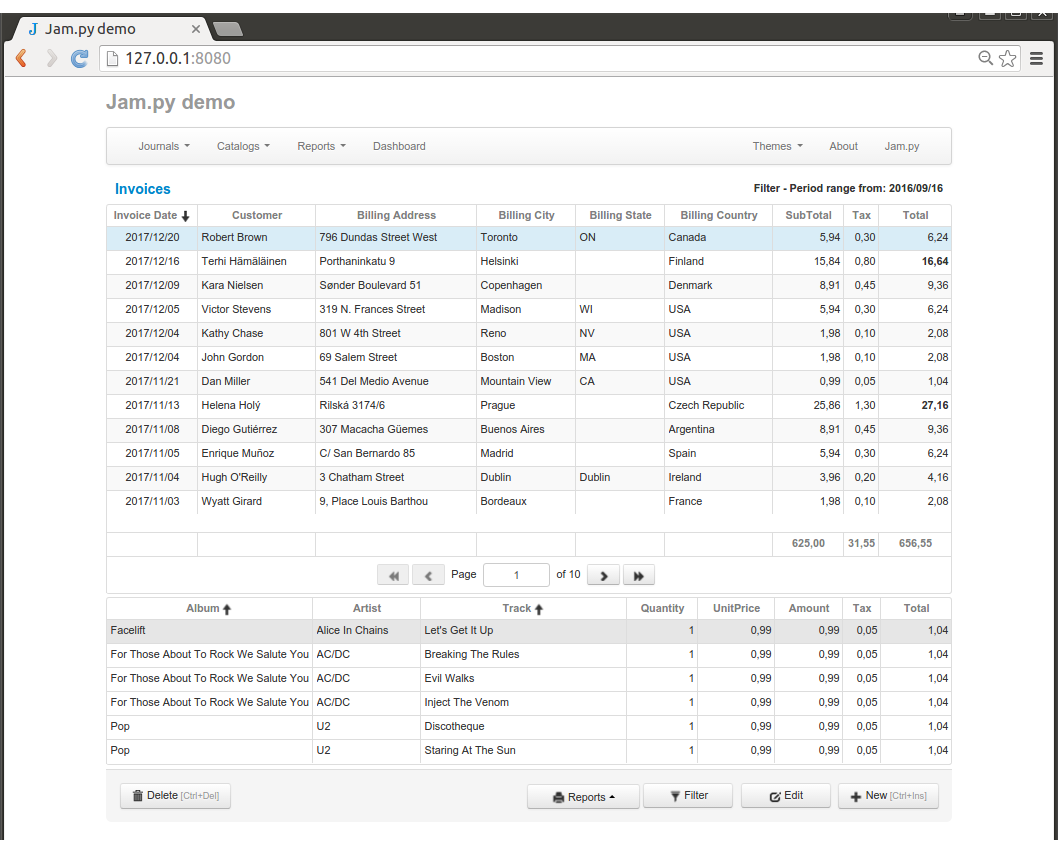 Jam.py demo
127.0.0.1:8080
Jam.py demo
Journals Catalogs Reports Dashboard Themes About Jam.py
Invoices Filter - Period range from: 2016/09/16
Invoice Date Customer Billing Address Billing City Billing State Billing Country SubTotal Tax Total
2017/12/20 Robert Brown 796 Dundas Street West Toronto ON Canada 5,94 0,30 6,24
2017/12/16 Terhi Hämäläinen Porthaninkatu 9 Helsinki Finland 15,84 0,80 16,64
2017/12/09 Kara Nielsen Sønder Boulevard 51 Copenhagen Denmark 8,91 0,45 9,36
2017/12/05 Victor Stevens 319 N. Frances Street Madison WI USA 5,94 0,30 6,24
2017/12/04 Kathy Chase 801 W 4th Street Reno NV USA 1,98 0,10 2,08
2017/12/04 John Gordon 69 Salem Street Boston MA USA 1,98 0,10 2,08
2017/11/21 Dan Miller 541 Del Medio Avenue Mountain View CA USA 0,99 0,05 1,04
2017/11/13 Helena Holý Rilská 3174/6 Prague Czech Republic 25,86 1,30 27,16
2017/11/08 Diego Gutiérrez 307 Macacha Güemes Buenos Aires Argentina 8,91 0,45 9,36
2017/11/05 Enrique Muñoz C/ San Bernardo 85 Madrid Spain 5,94 0,30 6,24
2017/11/04 Hugh O'Reilly 3 Chatham Street Dublin Dublin Ireland 3,96 0,20 4,16
2017/11/03 Wyatt Girard 9, Place Louis Barthou Bordeaux France 1,98 0,10 2,08
625,00 31,55 656,55
Page 1 of 10
Album Artist Track Quantity UnitPrice Amount Tax Total
Facelift Alice In Chains Let's Get It Up 1 0,99 0,99 0,05 1,04
For Those About To Rock We Salute You AC/DC Breaking The Rules 1 0,99 0,99 0,05 1,04
For Those About To Rock We Salute You AC/DC Evil Walks 1 0,99 0,99 0,05 1,04
For Those About To Rock We Salute You AC/DC Inject The Venom 1 0,99 0,99 0,05 1,04
Pop U2 Discotheque 1 0,99 0,99 0,05 1,04
Pop U2 Staring At The Sun 1 0,99 0,99 0,05 1,04
Delete [Ctrl+Del] Reports Filter Edit New [Ctrl+Ins]